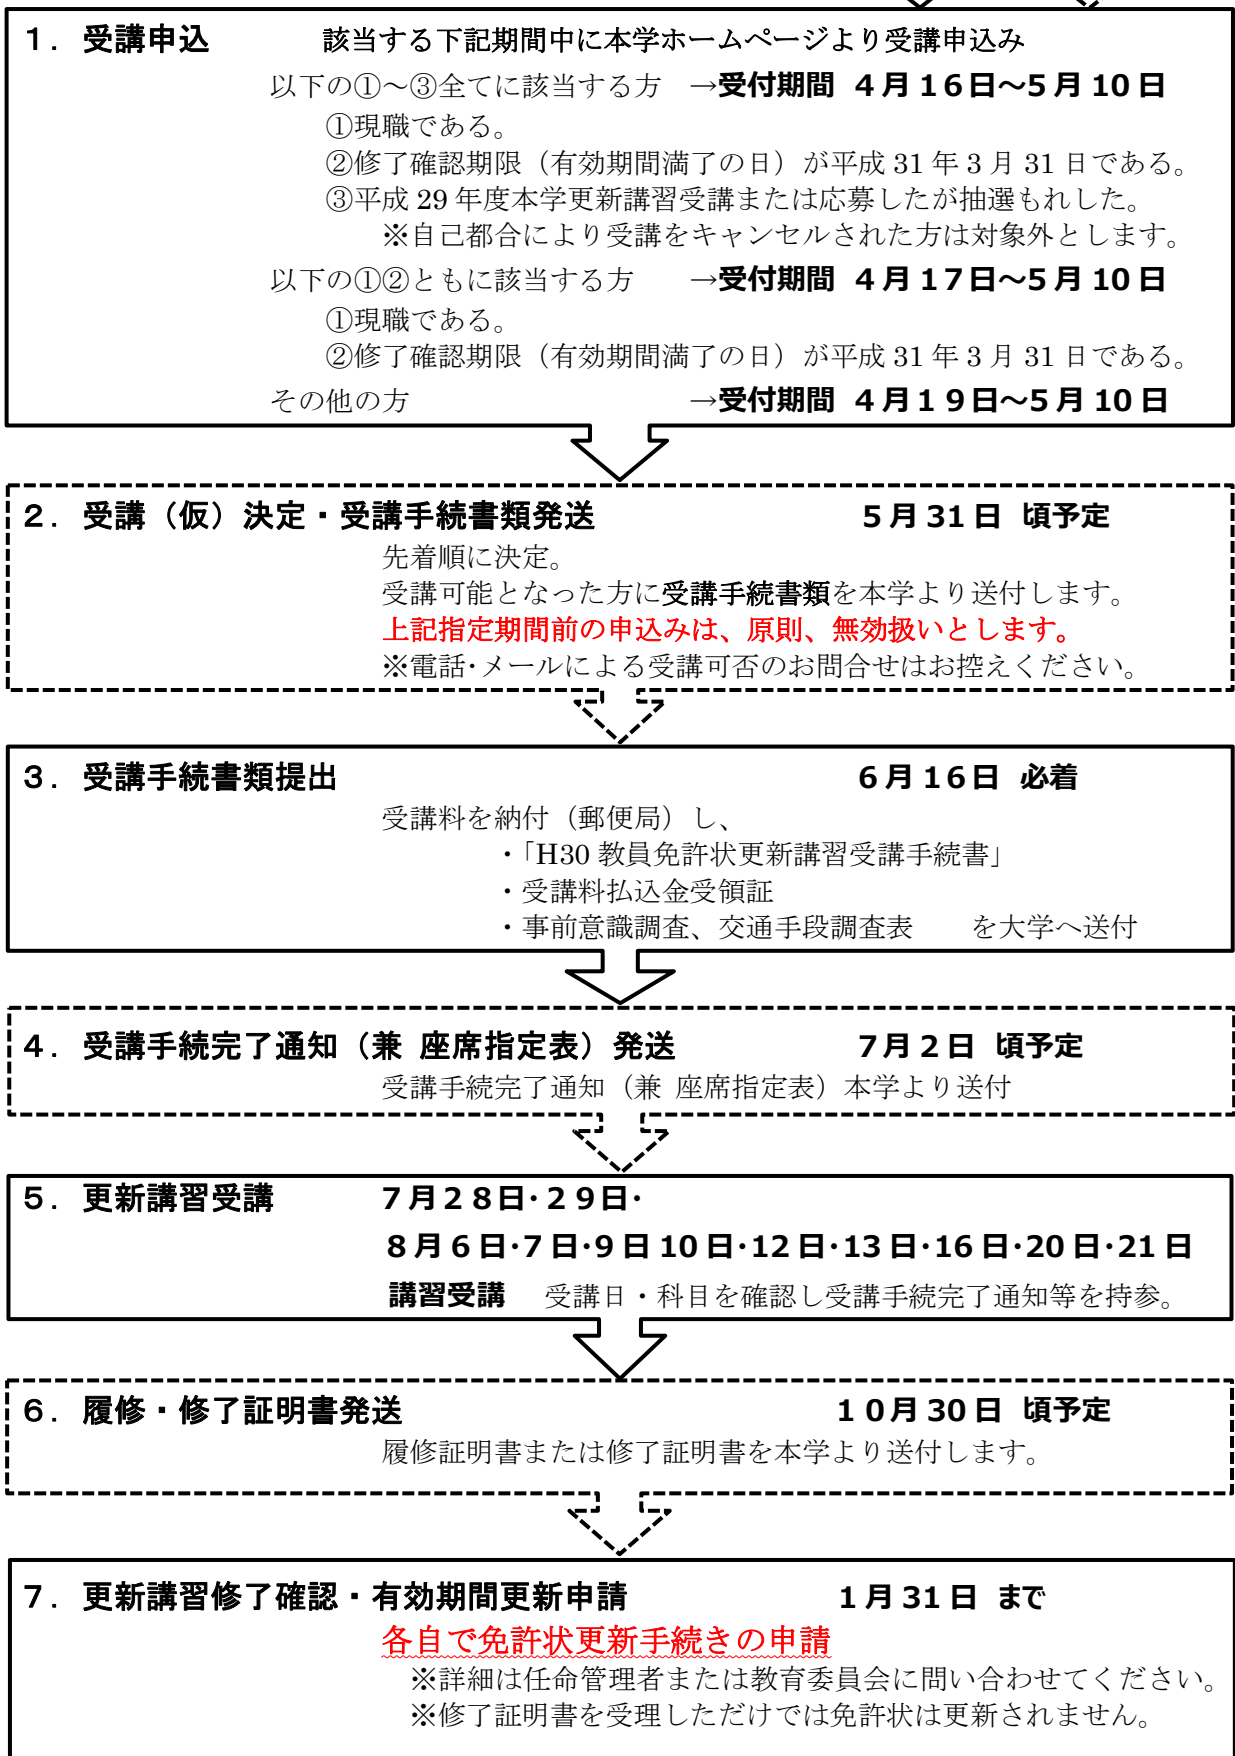 １．受講申込　該当する下記期間中に本学ホームページより受講申込み
以下の①～③全てに該当する方　→受付期間 ４月１６日～５月１０日
①現職である。
②修了確認期限（有効期間満了の日）が平成 31 年 3 月 31 日である。
③平成 29 年度本学更新講習受講または応募したが抽選もれした。
※自己都合により受講をキャンセルされた方は対象外とします。
以下の①②ともに該当する方　→受付期間 ４月１７日～５月１０日
①現職である。
②修了確認期限（有効期間満了の日）が平成 31 年 3 月 31 日である。
その他の方　→受付期間 ４月１９日～５月１０日
２．受講（仮）決定・受講手続書類発送　５月 31 日 頃予定
先着順に決定。
受講可能となった方に受講手続書類を本学より送付します。
上記指定期間前の申込みは、原則、無効扱いとします。
※電話･メールによる受講可否のお問合せはお控えください。
３．受講手続書類提出　６月 16日 必着
受講料を納付（郵便局）し、
・「H30 教員免許状更新講習受講手続書」
・受講料払込金受領証
・事前意識調査、交通手段調査表　を大学へ送付
４．受講手続完了通知（兼 座席指定表）発送　７月２日 頃予定
受講手続完了通知（兼 座席指定表）本学より送付
５．更新講習受講　７月２８日･２９日･
８月６日･７日･９日 10 日･12 日･13 日･16 日･20 日･21 日
講習受講　受講日・科目を確認し受講手続完了通知等を持参。
６．履修・修了証明書発送　１０月 30 日 頃予定
履修証明書または修了証明書を本学より送付します。
７．更新講習修了確認・有効期間更新申請　１月 31 日 まで
各自で免許状更新手続きの申請
※詳細は任命管理者または教育委員会に問い合わせてください。
※修了証明書を受理しただけでは免許状は更新されません。